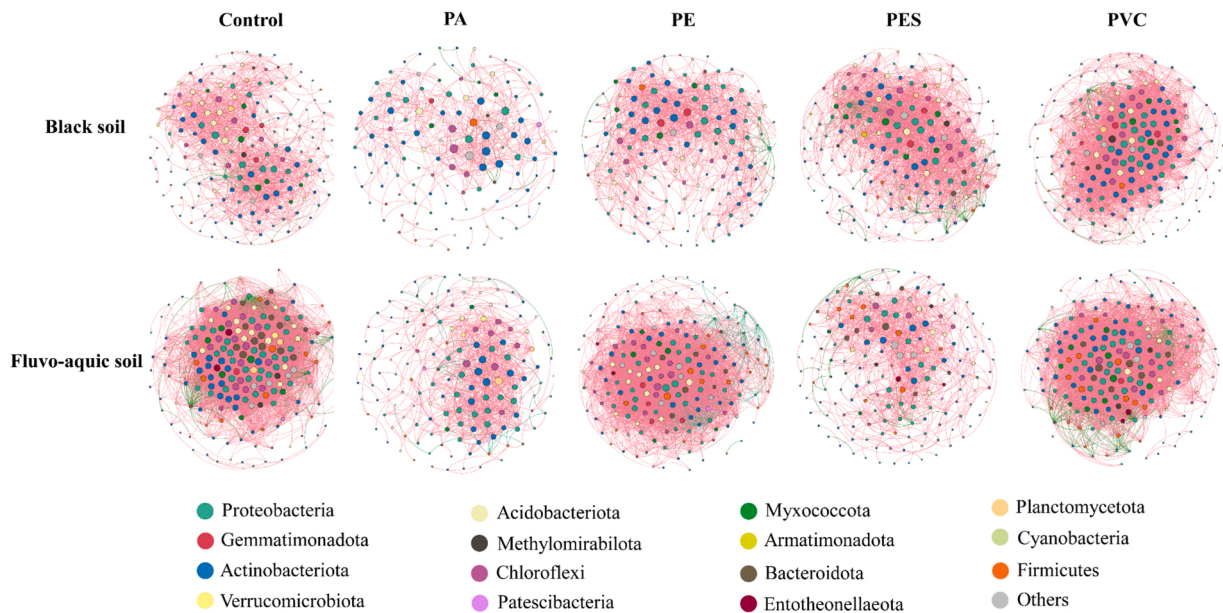 Control PA PE PES PVC
Black soil
Fluvo-aquic soil
Proteobacteria Acidobacteriota Myxococcota Planctomycetota
Gemmatimonadota Methylomirabilota Armatimonadota Cyanobacteria
Actinobacteriota Chloroflexi Bacteroidota Firmicutes
Verrucomicrobiota Patescibacteria Entotheonellaeota Others